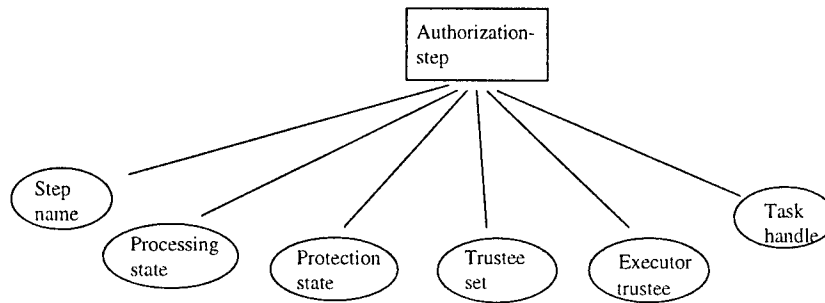 Authorization-
step
Step
name
Processing
state
Protection
state
Trustee
set
Executor
trustee
Task
handle